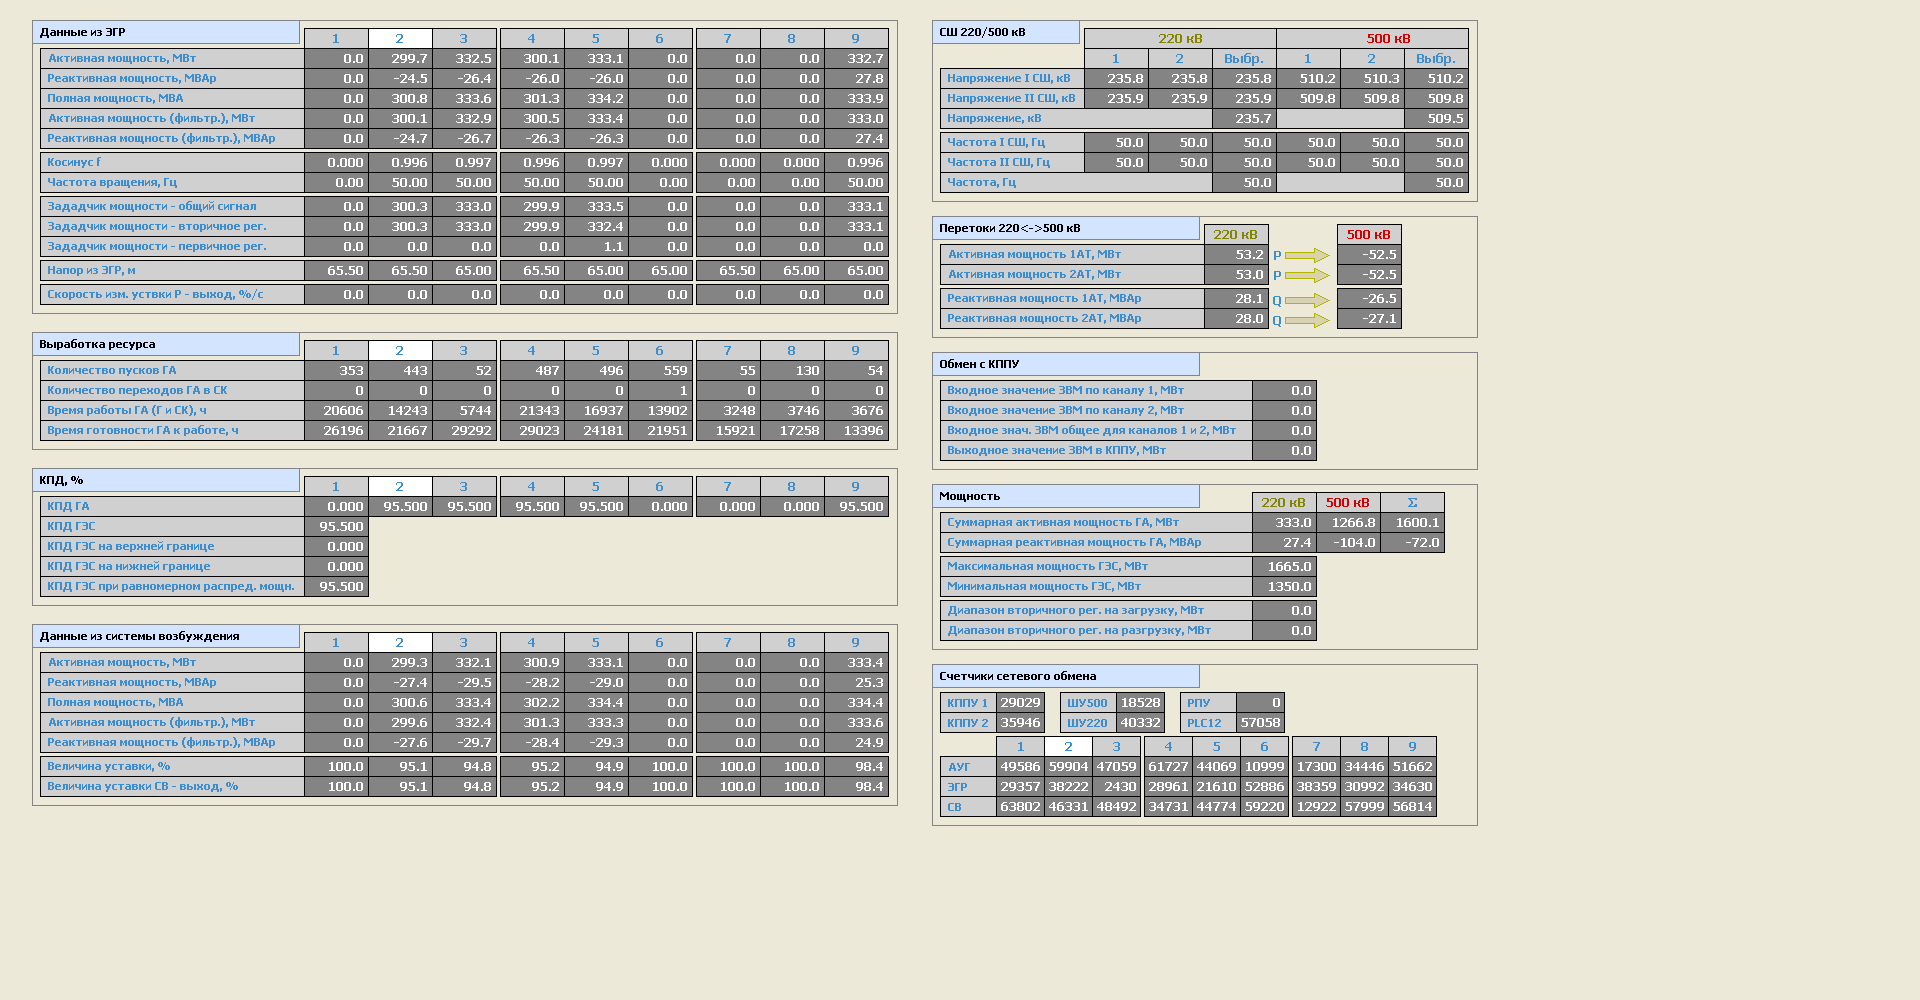 Данные из ЭГР 1 2 3 4 5 6 7 8 9
Активная мощность, МВт 0.0 299.7 332.5 300.1 333.1 0.0 0.0 0.0 332.7
Реактивная мощность, МВАр 0.0 -24.5 -26.4 -26.0 -26.0 0.0 0.0 0.0 27.8
Полная мощность, МВА 0.0 300.8 333.6 301.3 334.2 0.0 0.0 0.0 333.9
Активная мощность (фильтр.), МВт 0.0 300.1 332.9 300.5 333.4 0.0 0.0 0.0 333.0
Реактивная мощность (фильтр.), МВАр 0.0 -24.7 -26.7 -26.3 -26.3 0.0 0.0 0.0 27.4
Косинус f 0.000 0.996 0.997 0.996 0.997 0.000 0.000 0.000 0.996
Частота вращения, Гц 0.00 50.00 50.00 50.00 50.00 0.00 0.00 0.00 50.00
Зададчик мощности - общий сигнал 0.0 300.3 333.0 299.9 333.5 0.0 0.0 0.0 333.1
Зададчик мощности - вторичное рег. 0.0 300.3 333.0 299.9 332.4 0.0 0.0 0.0 333.1
Зададчик мощности - первичное рег. 0.0 0.0 0.0 0.0 1.1 0.0 0.0 0.0 0.0
Напор из ЭГР, м 65.50 65.50 65.00 65.50 65.00 65.00 65.50 65.00 65.00
Скорость изм. уствки P - выход, %/с 0.0 0.0 0.0 0.0 0.0 0.0 0.0 0.0 0.0
Выработка ресурса 1 2 3 4 5 6 7 8 9
Количество пусков ГА 353 443 52 487 496 559 55 130 54
Количество переходов ГА в СК 0 0 0 0 0 1 0 0 0
Время работы ГА (Г и СК), ч 20606 14243 5744 21343 16937 13902 3248 3746 3676
Время готовности ГА к работе, ч 26196 21667 29292 29023 24181 21951 15921 17258 13396
КПД, % 1 2 3 4 5 6 7 8 9
КПД ГА 0.000 95.500 95.500 95.500 95.500 0.000 0.000 0.000 95.500
КПД ГЭС 95.500
КПД ГЭС на верхней границе 0.000
КПД ГЭС на нижней границе 0.000
КПД ГЭС при равномерном распред. мощн. 95.500
Данные из системы возбуждения 1 2 3 4 5 6 7 8 9
Активная мощность, МВт 0.0 299.3 332.1 300.9 333.1 0.0 0.0 0.0 333.4
Реактивная мощность, МВАр 0.0 -27.4 -29.5 -28.2 -29.0 0.0 0.0 0.0 25.3
Полная мощность, МВА 0.0 300.6 333.4 302.2 334.4 0.0 0.0 0.0 334.4
Активная мощность (фильтр.), МВт 0.0 299.6 332.4 301.3 333.3 0.0 0.0 0.0 333.6
Реактивная мощность (фильтр.), МВАр 0.0 -27.6 -29.7 -28.4 -29.3 0.0 0.0 0.0 24.9
Величина уставки, % 100.0 95.1 94.8 95.2 94.9 100.0 100.0 100.0 98.4
Величина уставки СВ - выход, % 100.0 95.1 94.8 95.2 94.9 100.0 100.0 100.0 98.4
СШ 220/500 кВ 220 кВ 500 кВ
1 2 Выбр. 1 2 Выбр.
Напряжение I СШ, кВ 235.8 235.8 235.8 510.2 510.3 510.2
Напряжение II СШ, кВ 235.9 235.9 235.9 509.8 509.8 509.8
Напряжение, кВ 235.7 509.5
Частота I СШ, Гц 50.0 50.0 50.0 50.0 50.0 50.0
Частота II СШ, Гц 50.0 50.0 50.0 50.0 50.0 50.0
Частота, Гц 50.0 50.0
Перетоки 220<->500 кВ 220 кВ 500 кВ
Активная мощность 1АТ, МВт 53.2 P -52.5
Активная мощность 2АТ, МВт 53.0 P -52.5
Реактивная мощность 1АТ, МВАр 28.1 Q -26.5
Реактивная мощность 2АТ, МВАр 28.0 Q -27.1
Обмен с КППУ
Входное значение ЗВМ по каналу 1, МВт 0.0
Входное значение ЗВМ по каналу 2, МВт 0.0
Входное знач. ЗВМ общее для каналов 1 и 2, МВт 0.0
Выходное значение ЗВМ в КППУ, МВт 0.0
Мощность 220 кВ 500 кВ Σ
Суммарная активная мощность ГА, МВт 333.0 1266.8 1600.1
Суммарная реактивная мощность ГА, МВАр 27.4 -104.0 -72.0
Максимальная мощность ГЭС, МВт 1665.0
Минимальная мощность ГЭС, МВт 1350.0
Диапазон вторичного рег. на загрузку, МВт 0.0
Диапазон вторичного рег. на разгрузку, МВт 0.0
Счетчики сетевого обмена
КППУ 1 29029 ШУ500 18528 РПУ 0
КППУ 2 35946 ШУ220 40332 PLC12 57058
1 2 3 4 5 6 7 8 9
АУГ 49586 59904 47059 61727 44069 10999 17300 34446 51662
ЭГР 29357 38222 2430 28961 21610 52886 38359 30992 34630
СВ 63802 46331 48492 34731 44774 59220 12922 57999 56814